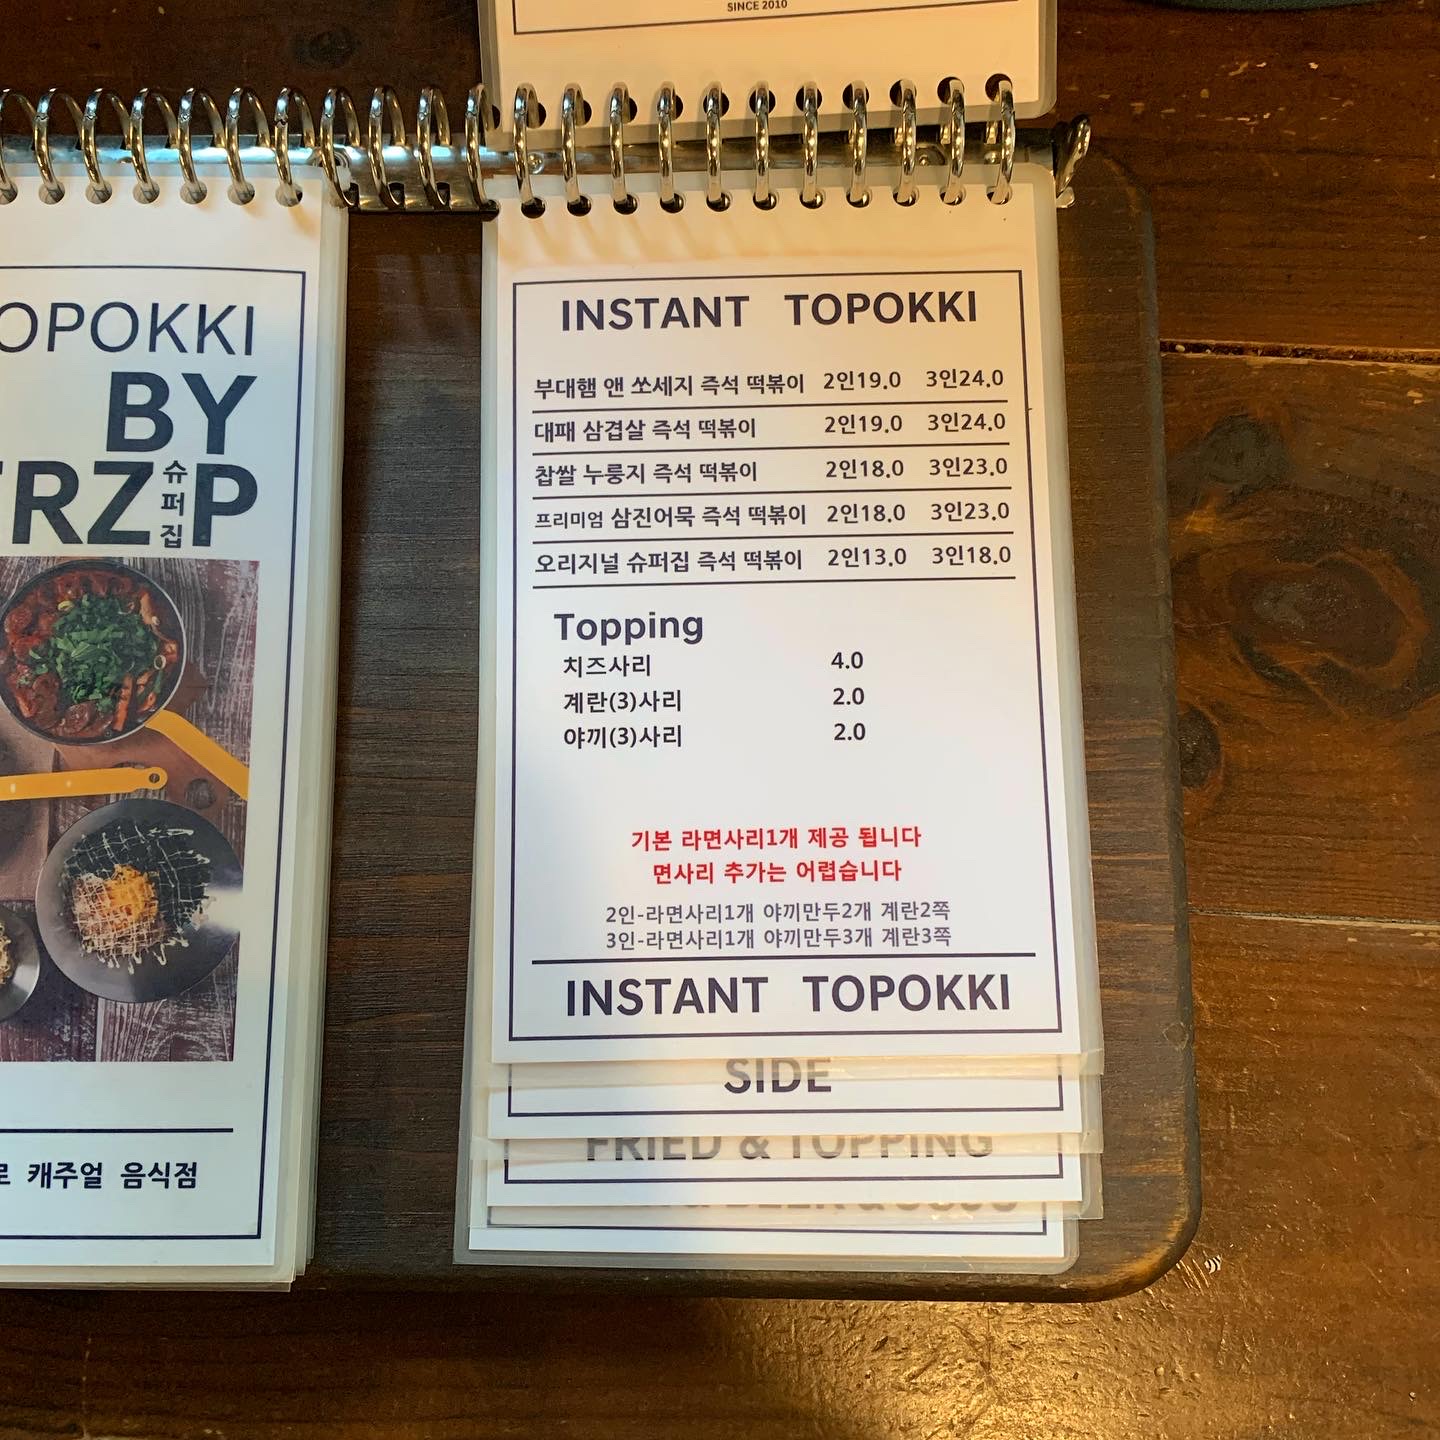 SINCE 2010
OPOKKI
BY
RZ슈퍼집P
캐주얼 음식점
INSTANT TOPOKKI
부대햄 앤 쏘세지 즉석 떡볶이 2인19.0 3인24.0
대패 삼겹살 즉석 떡볶이 2인19.0 3인24.0
찹쌀 누룽지 즉석 떡볶이 2인18.0 3인23.0
프리미엄 삼진어묵 즉석 떡볶이 2인18.0 3인23.0
오리지널 슈퍼집 즉석 떡볶이 2인13.0 3인18.0
Topping
치즈사리 4.0
계란(3)사리 2.0
야끼(3)사리 2.0
기본 라면사리1개 제공 됩니다
면사리 추가는 어렵습니다
2인-라면사리1개 야끼만두2개 계란2쪽
3인-라면사리1개 야끼만두3개 계란3쪽
INSTANT TOPOKKI
SIDE
FRIED & TOPPING